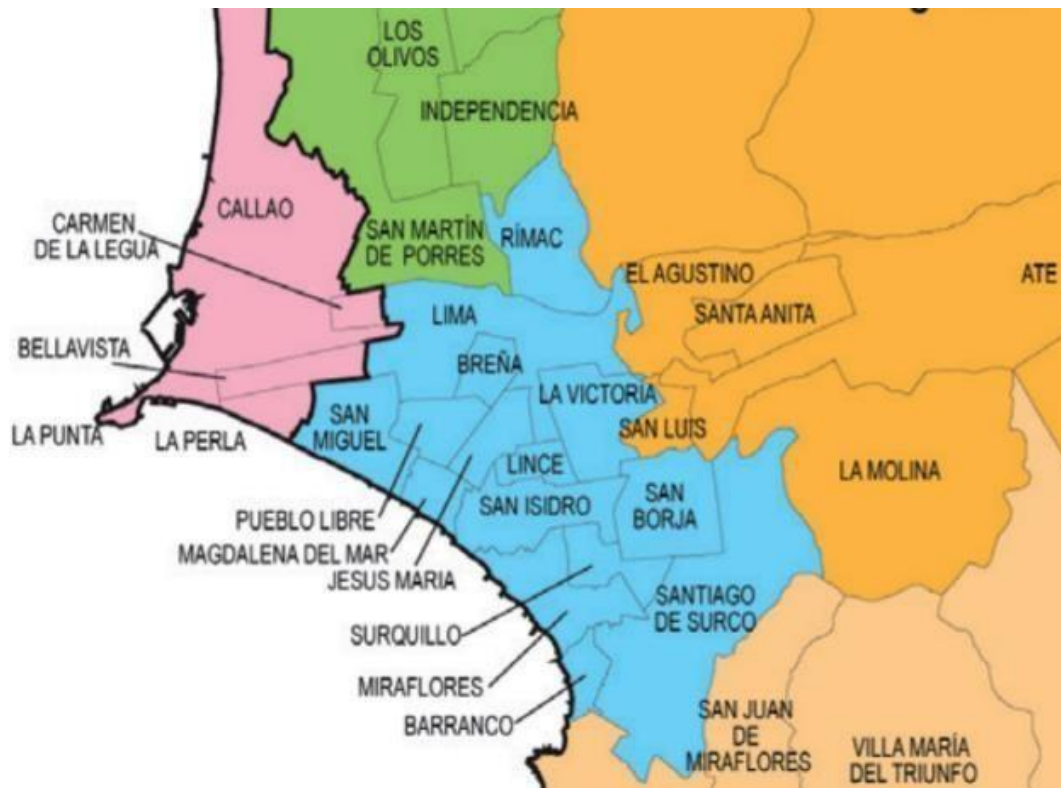 LOS
OLIVOS
INDEPENDENCIA
CALLAO
CARMEN
DE LA LEGUA
SAN MARTÍN
DE PORRES
RÍMAC
EL AGUSTINO
ATE
SANTA ANITA
LIMA
BELLAVISTA
BREÑA
LA VICTORIA
LA PUNTA
LA PERLA
SAN
MIGUEL
SAN LUIS
LINCE
LA MOLINA
SAN ISIDRO
SAN
BORJA
PUEBLO LIBRE
MAGDALENA DEL MAR
JESUS MARIA
SANTIAGO
DE SURCO
SURQUILLO
MIRAFLORES
BARRANCO
SAN JUAN
DE
MIRAFLORES
VILLA MARÍA
DEL TRIUNFO